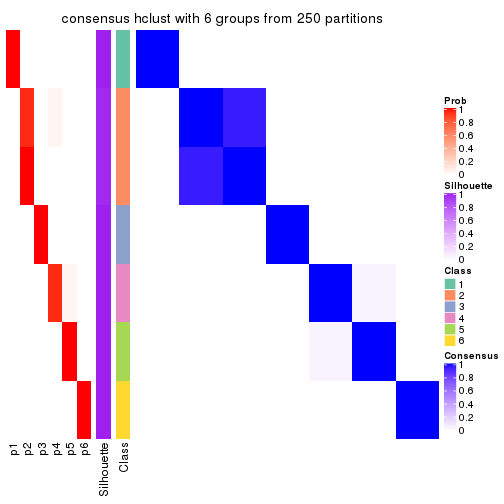 consensus hclust with 6 groups from 250 partitions
Prob
1
0.8
0.6
0.4
0.2
0
Silhouette
1
0.8
0.6
0.4
0.2
0
Class
1
2
3
4
5
6
Consensus
1
0.8
0.6
0.4
0.2
0
p1
p2
p3
p4
p5
p6
Silhouette
Class